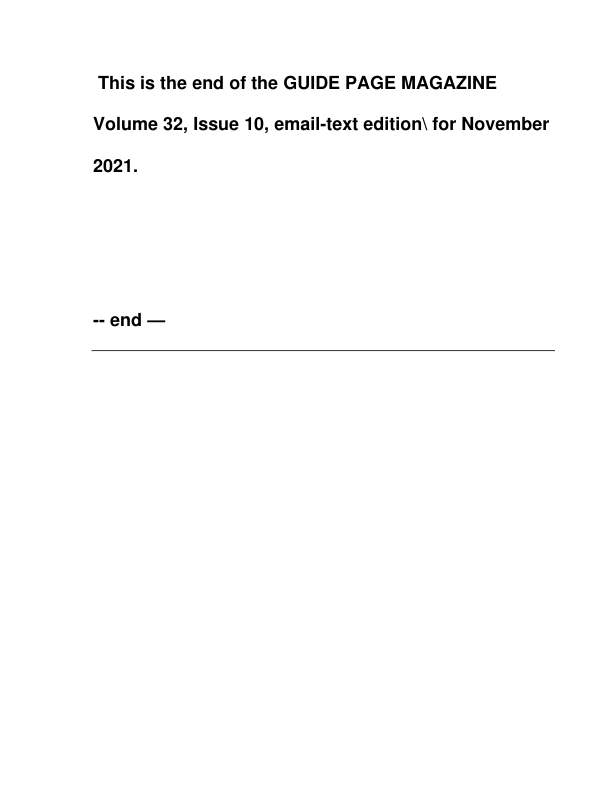 This is the end of the GUIDE PAGE MAGAZINE
Volume 32, Issue 10, email-text edition\ for November
2021.
-- end —